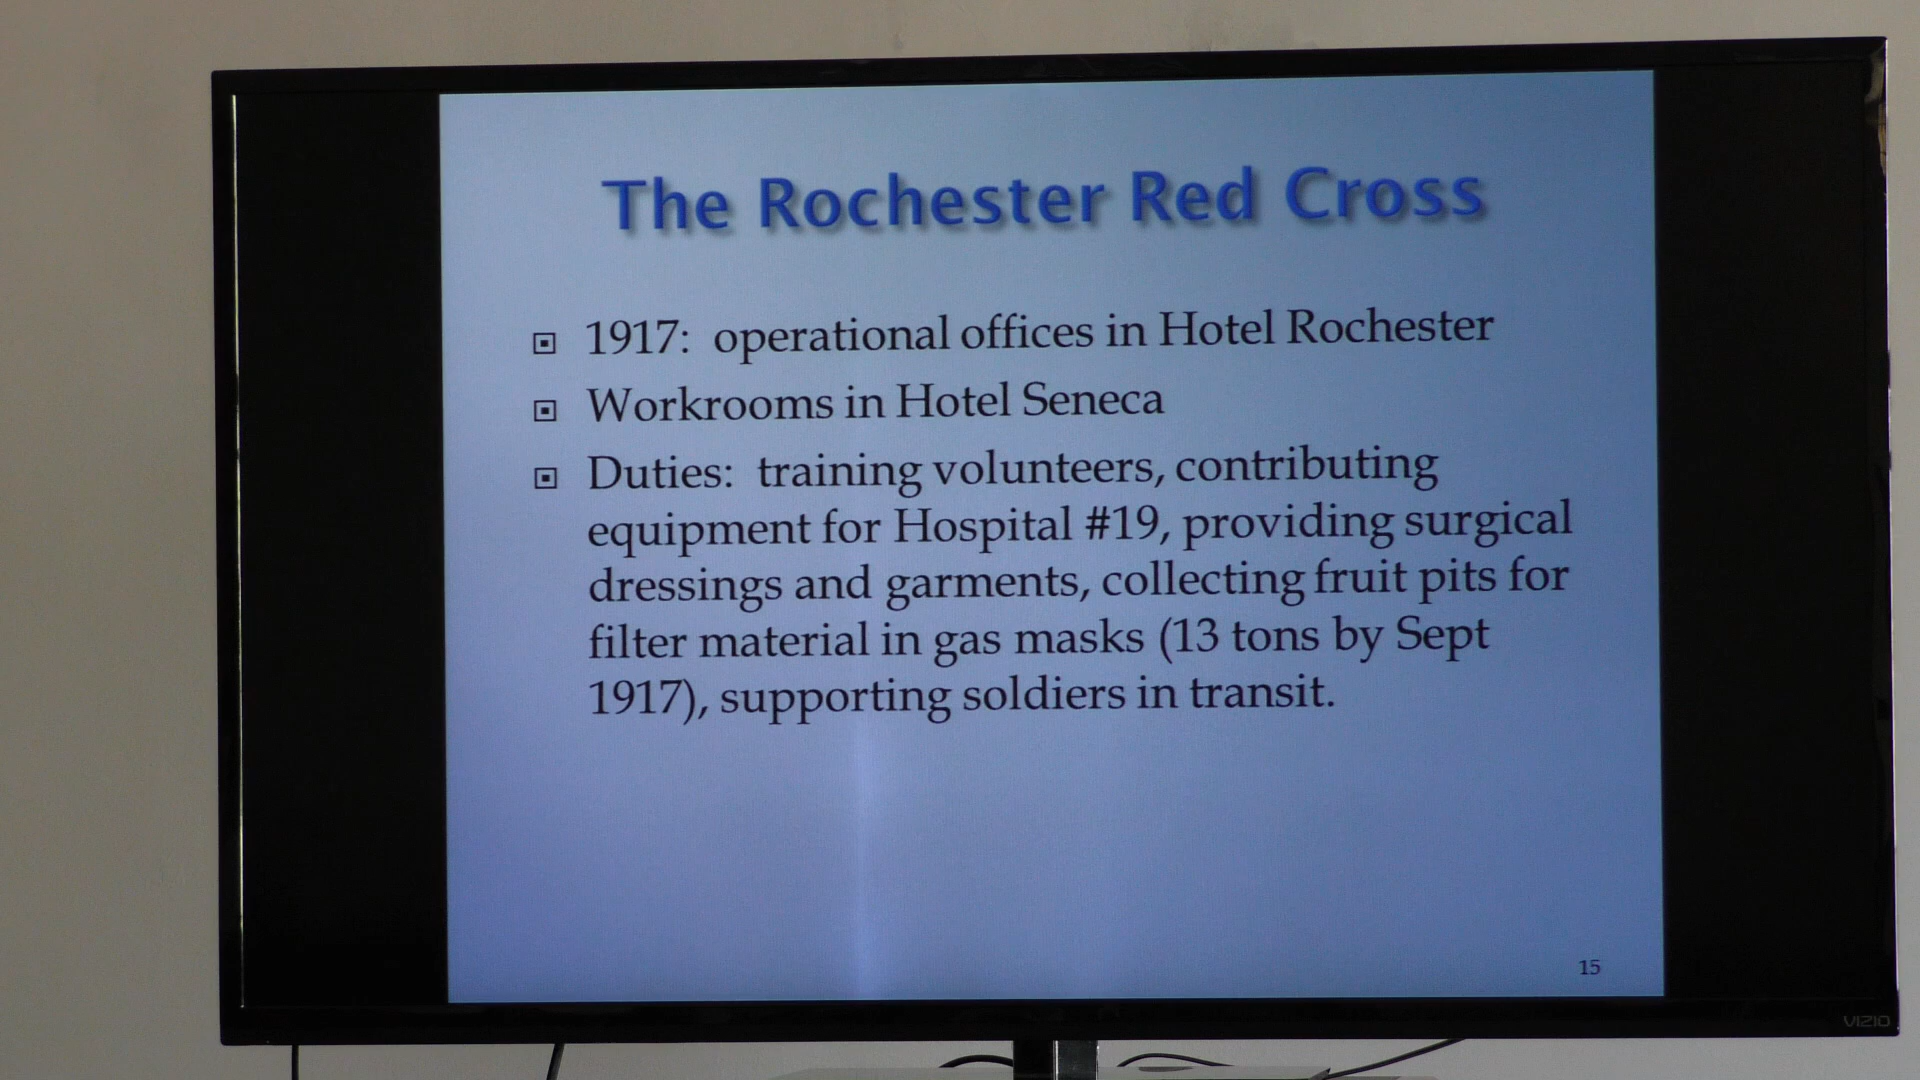 The Rochester Red Cross
1917: operational offices in Hotel Rochester
Workrooms in Hotel Seneca
Duties: training volunteers, contributing
equipment for Hospital #19, providing surgical
dressings and garments, collecting fruit pits for
filter material in gas masks (13 tons by Sept
1917), supporting soldiers in transit.
15
VIZIO